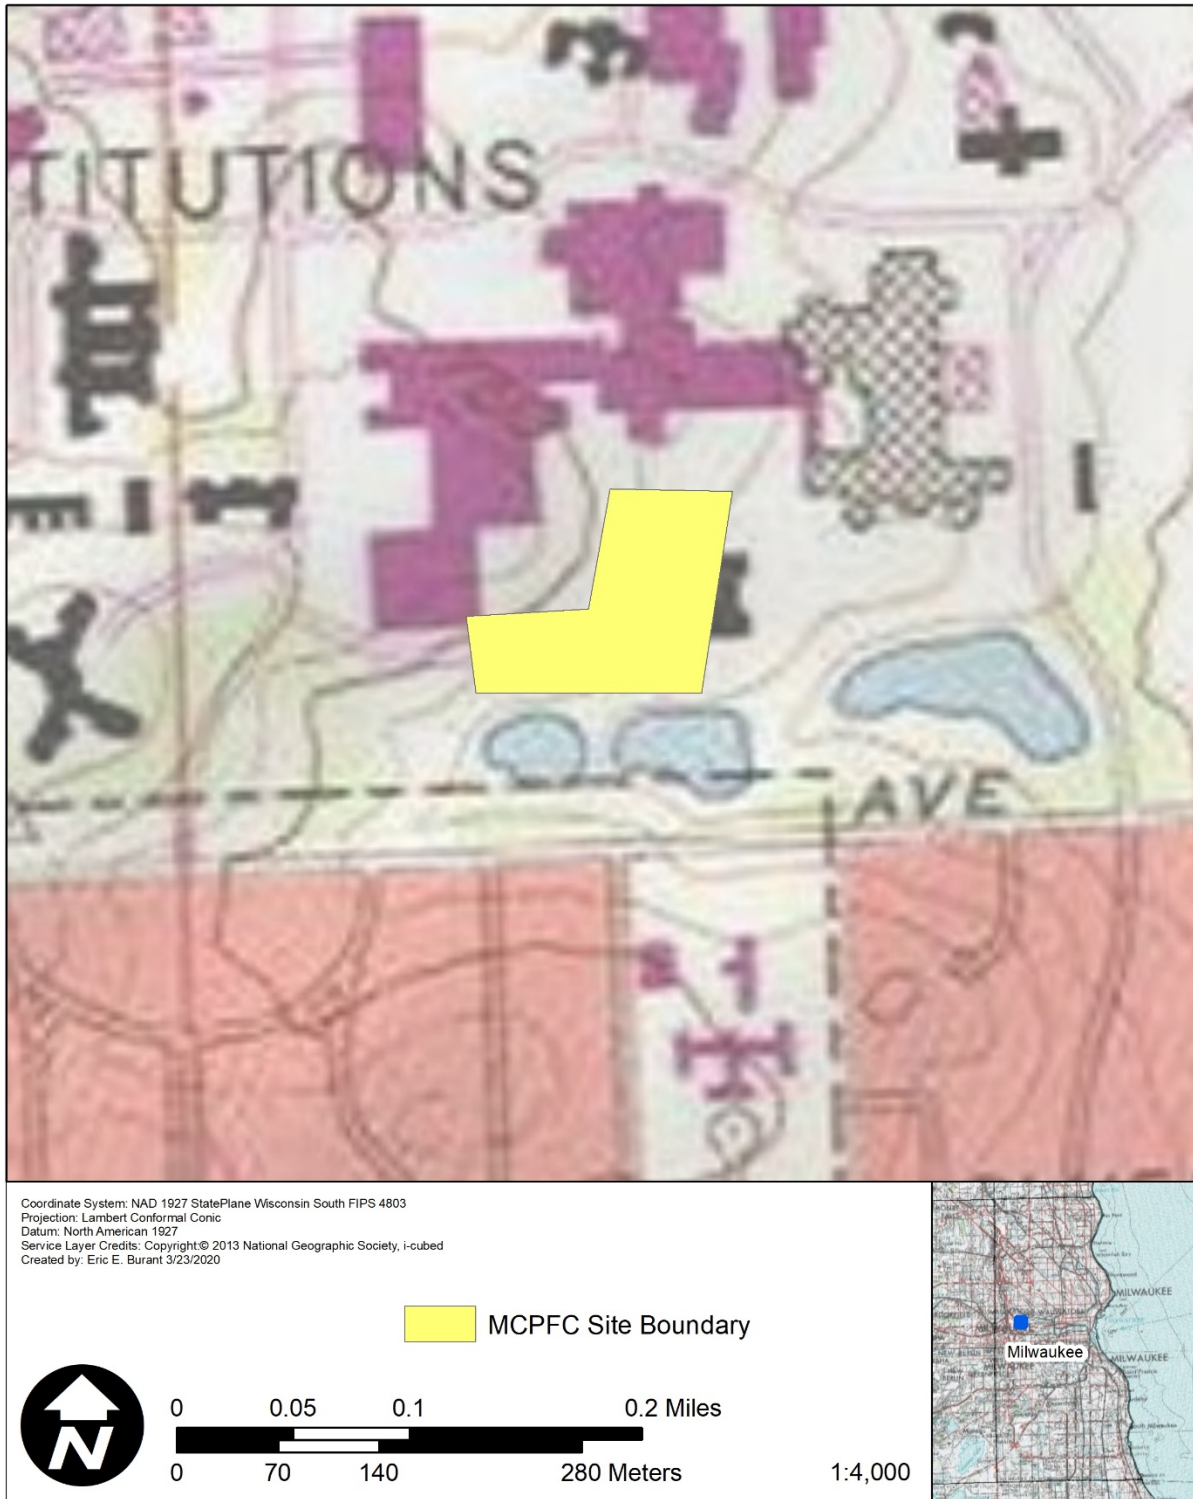 TITUTIONS
AVE
Coordinate System: NAD 1927 StatePlane Wisconsin South FIPS 4803
Projection: Lambert Conformal Conic
Datum: North American 1927
Service Layer Credits: Copyright:© 2013 National Geographic Society, i-cubed
Created by: Eric E. Burant 3/23/2020
MCPFC Site Boundary
N
0 0.05 0.1 0.2 Miles
0 70 140 280 Meters
1:4,000
MILWAUKEE
Milwaukee
MILWAUKEE